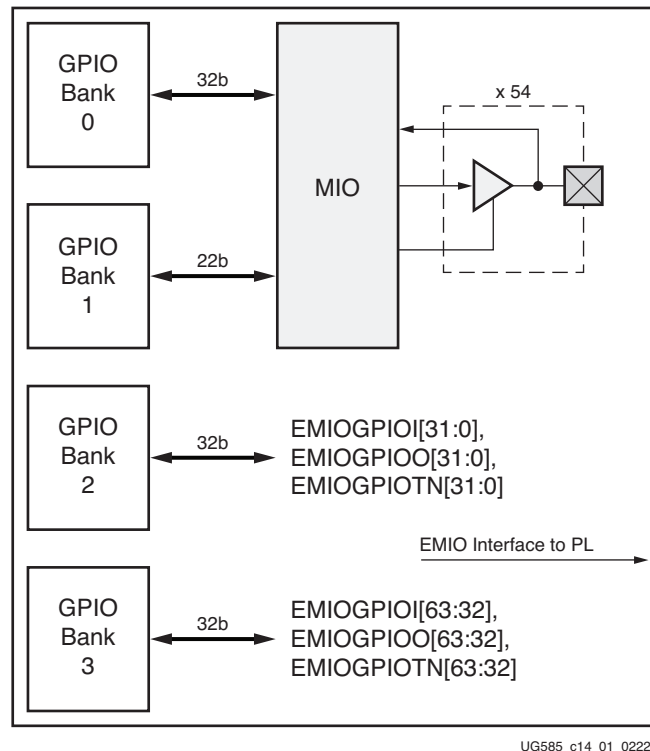 GPIO
Bank
0
32b
MIO
x 54
GPIO
Bank
1
22b
GPIO
Bank
2
32b
EMIOGPIOI[31:0],
EMIOGPIOO[31:0],
EMIOGPIOTN[31:0]
EMIO Interface to PL
GPIO
Bank
3
32b
EMIOGPIOI[63:32],
EMIOGPIOO[63:32],
EMIOGPIOTN[63:32]
UG585_c14_01_0222